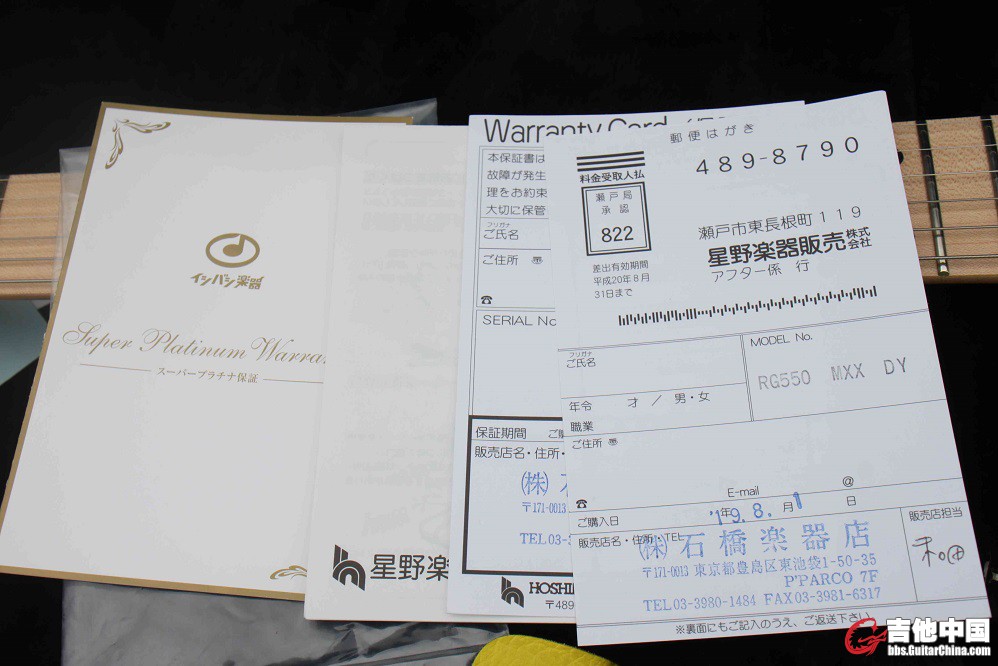 イシバシ楽器
Super Platinum Warra
スーパープラチナ保証
星野楽
Warranty Card
本保証書は
故障が発生
理をお約束
大切に保管
フリガナ
ご氏名
ご住所
SERIAL No
保証期間
販売店名・住所・
(株)
〒171-0013
TEL03-3
HOSHI
〒489
郵便はがき
489-8790
料金受取人払
瀬戸局
承認
822
差出有効期間
平成20年8月
31日まで
瀬戸市東長根町119
星野楽器販売株式会社
アフター係 行
フリガナ
ご氏名
MODEL No.
RG550 MXX DY
年令 才 / 男・女
職業
ご住所
E-mail @
ご購入日 '19年 8.月 1日
販売店名・住所・TEL
(株)石橋楽器店
〒171-0013 東京都豊島区東池袋1-50-35
P'PARCO 7F
TEL03-3980-1484 FAX03-3981-6317
販売店担当
※裏面にもご記入のうえ、ご返送下さい
吉他中国
bbs.GuitarChina.com